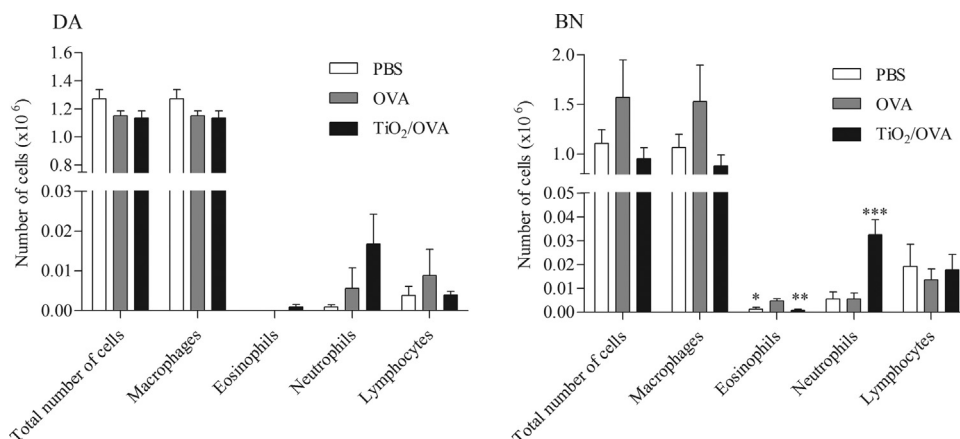 DA
Number of cells (x10⁶)
1.6
1.4
1.2
1.0
0.8
0.03
0.02
0.01
0.00
PBS
OVA
TiO₂/OVA
Total number of cells
Macrophages
Eosinophils
Neutrophils
Lymphocytes
BN
Number of cells (x10⁶)
2.0
1.5
1.0
0.05
0.04
0.03
0.02
0.01
0.00
PBS
OVA
TiO₂/OVA
*
**
***
Total number of cells
Macrophages
Eosinophils
Neutrophils
Lymphocytes